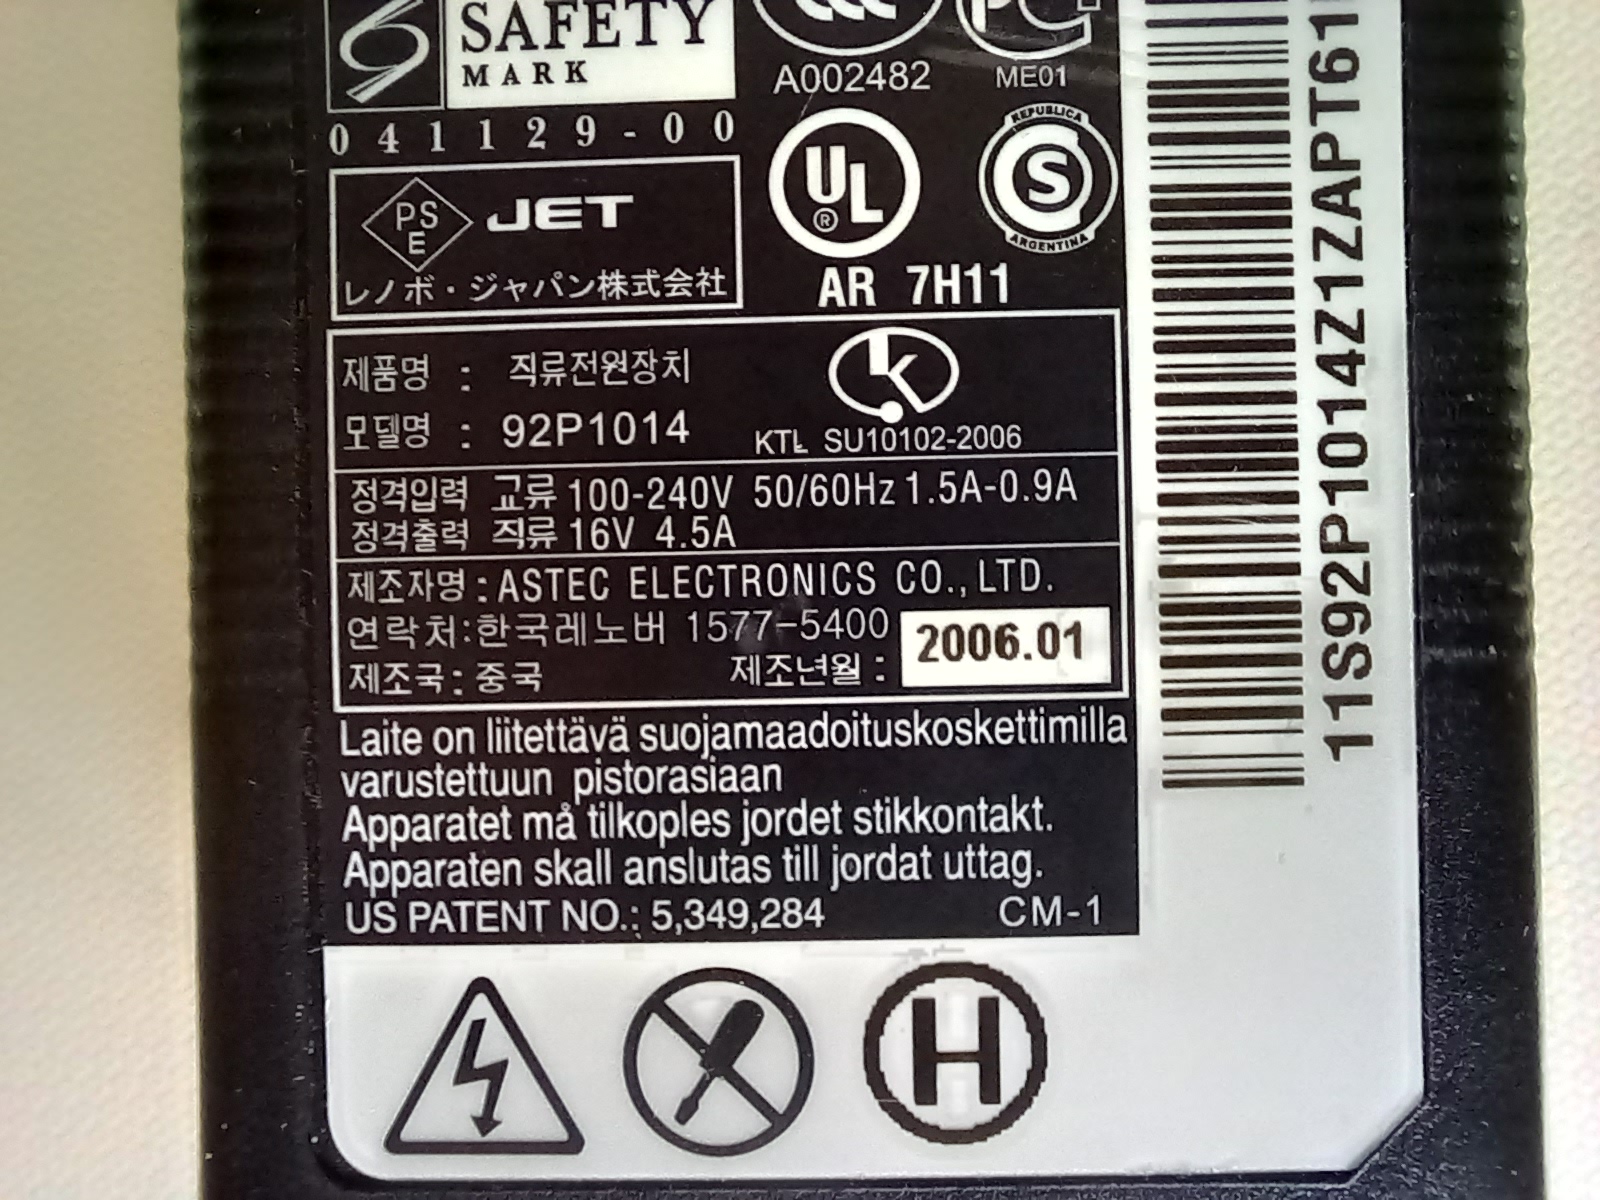 SAFETY
MARK
041129-00
A002482
ME01
UL
®
REPUBLICA
S
ARGENTINA
AR 7H11
PS
E
JET
レノボ・ジャパン株式会社
제품명 : 직류전원장치
모델명 : 92P1014
k
KTL SU10102-2006
정격입력 교류 100-240V 50/60Hz 1.5A-0.9A
정격출력 직류 16V 4.5A
제조자명 : ASTEC ELECTRONICS CO., LTD.
연락처:한국레노버 1577-5400
제조국: 중국 제조년월 : 2006.01
Laite on liitettävä suojamaadoituskoskettimilla
varustettuun pistorasiaan
Apparatet må tilkoples jordet stikkontakt.
Apparaten skall anslutas till jordat uttag.
US PATENT NO.: 5,349,284 CM-1
H
11S92P1014Z1ZAPT61